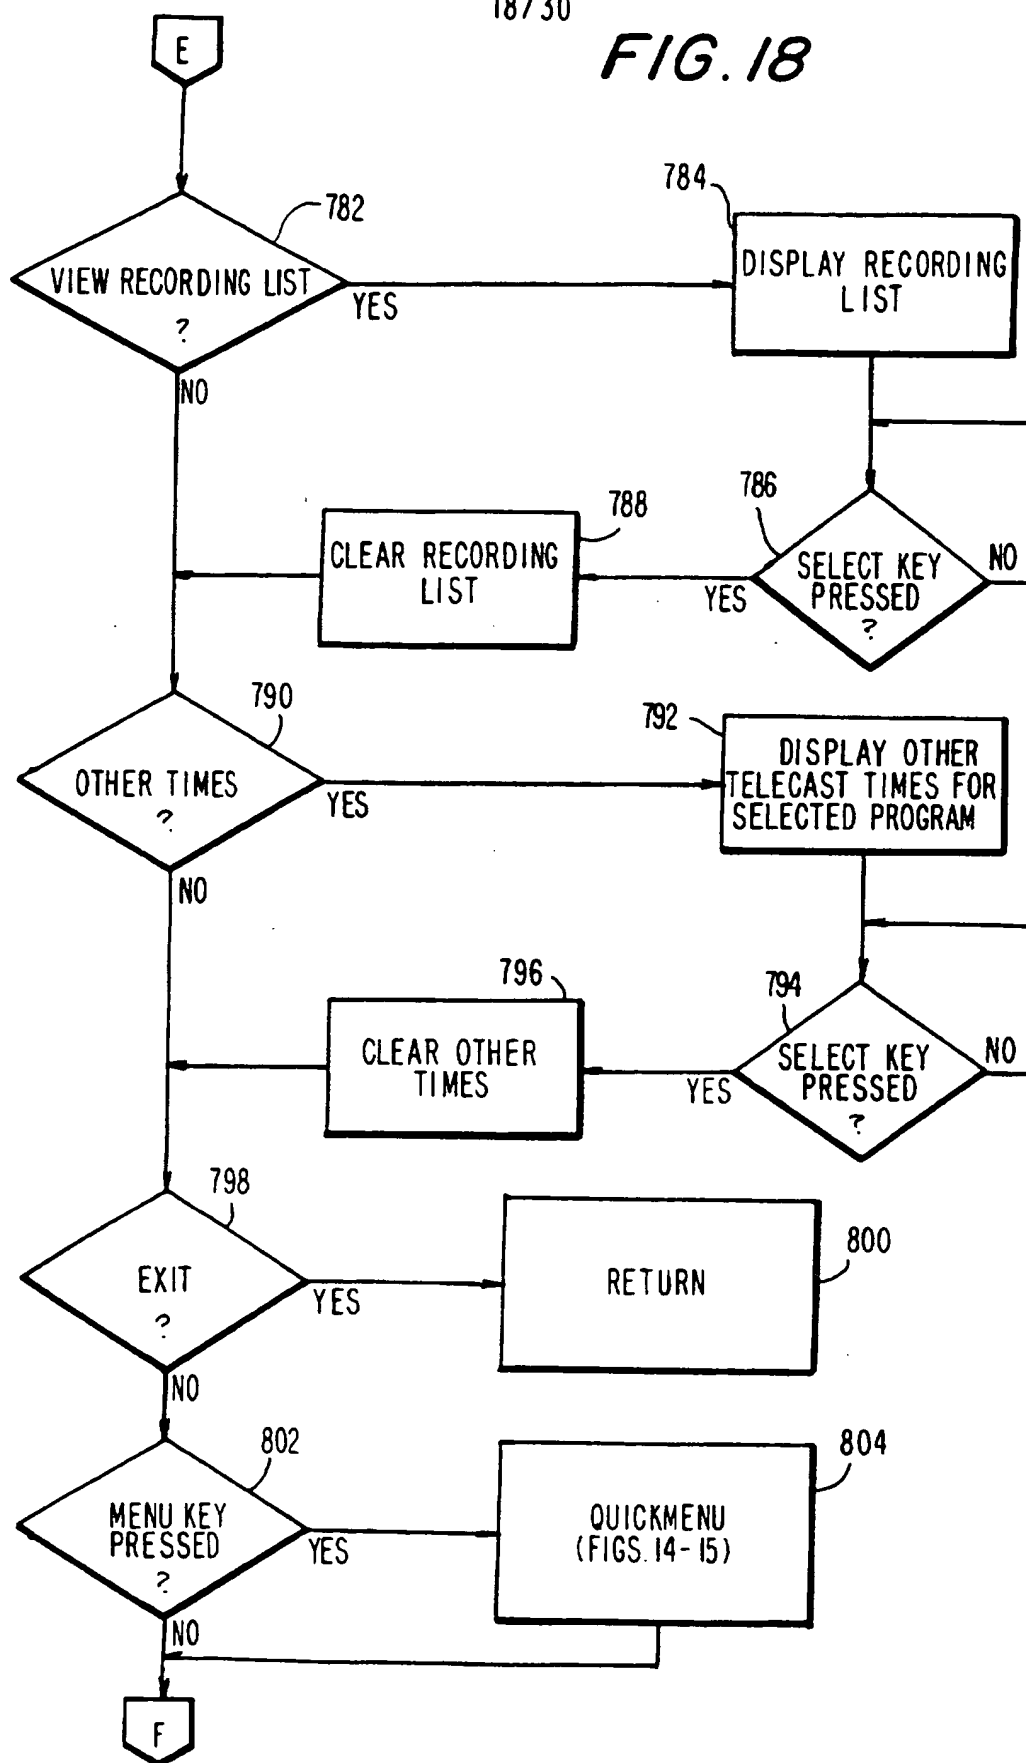 18/30
FIG. 18
E
782
VIEW RECORDING LIST
?
YES
NO
784
DISPLAY RECORDING
LIST
786
SELECT KEY
PRESSED
?
NO
YES
788
CLEAR RECORDING
LIST
790
OTHER TIMES
?
YES
NO
792
DISPLAY OTHER
TELECAST TIMES FOR
SELECTED PROGRAM
794
SELECT KEY
PRESSED
?
NO
YES
796
CLEAR OTHER
TIMES
798
EXIT
?
YES
NO
800
RETURN
802
MENU KEY
PRESSED
?
YES
NO
804
QUICKMENU
(FIGS. 14-15)
F